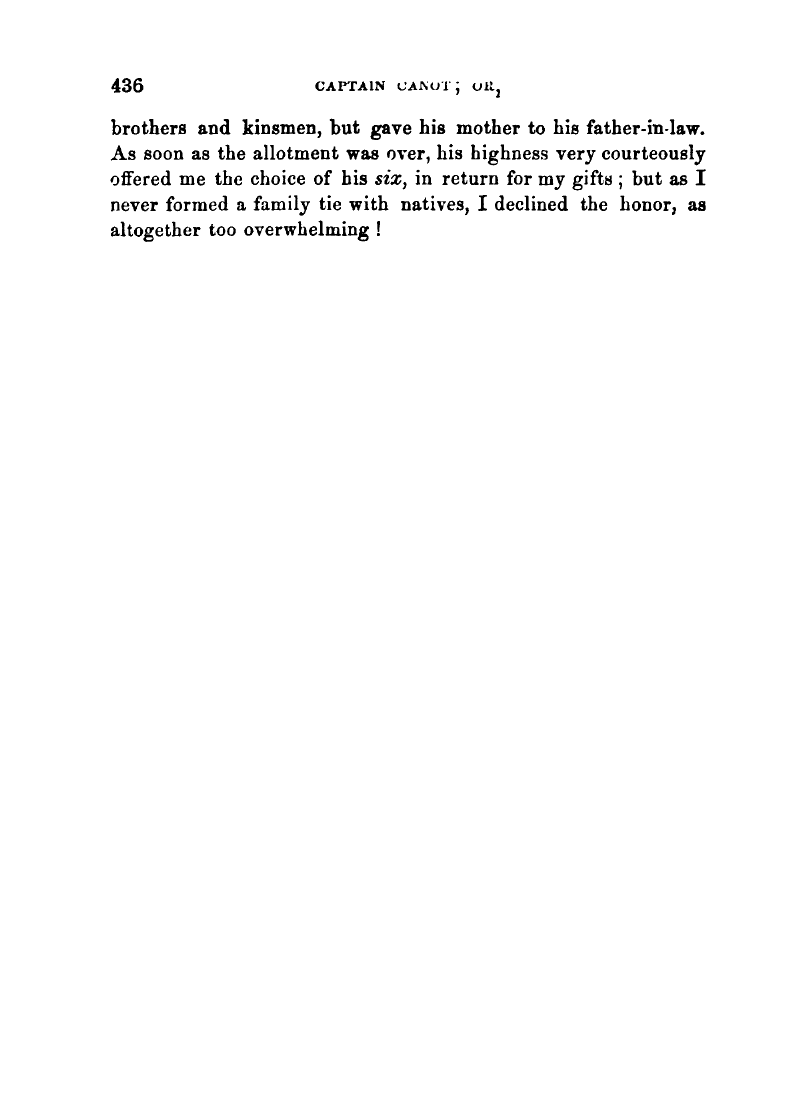 436 CAPTAIN CANOT; OR,
brothers and kinsmen, but gave his mother to his father-in-law.
As soon as the allotment was over, his highness very courteously
offered me the choice of his six, in return for my gifts ; but as I
never formed a family tie with natives, I declined the honor, as
altogether too overwhelming !